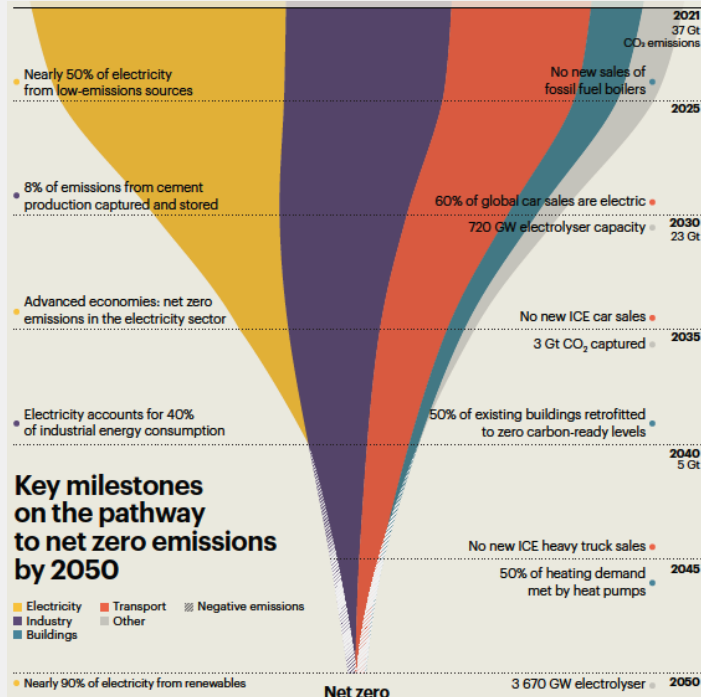 2021
37 Gt
CO₂ emissions
Nearly 50% of electricity
from low-emissions sources
No new sales of
fossil fuel boilers
2025
8% of emissions from cement
production captured and stored
60% of global car sales are electric
2030
23 Gt
720 GW electrolyser capacity
Advanced economies: net zero
emissions in the electricity sector
No new ICE car sales
2035
3 Gt CO₂ captured
Electricity accounts for 40%
of industrial energy consumption
50% of existing buildings retrofitted
to zero carbon-ready levels
2040
5 Gt
Key milestones
on the pathway
to net zero emissions
by 2050
No new ICE heavy truck sales
2045
50% of heating demand
met by heat pumps
Electricity Transport Negative emissions
Industry Other
Buildings
Nearly 90% of electricity from renewables
Net zero
3 670 GW electrolyser
2050